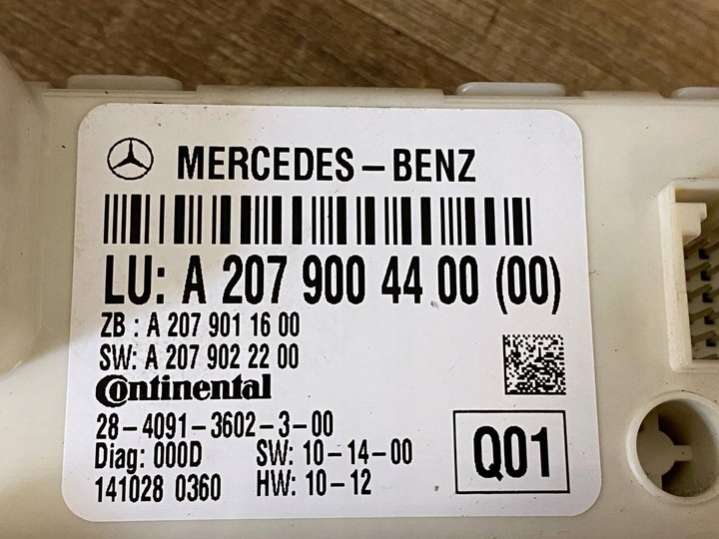 MERCEDES-BENZ
LU: A 207 900 44 00 (00)
ZB : A 207 901 16 00
SW: A 207 902 22 00
Continental
28-4091-3602-3-00
Diag: 000D SW: 10-14-00
141028 0360 HW: 10-12
Q01